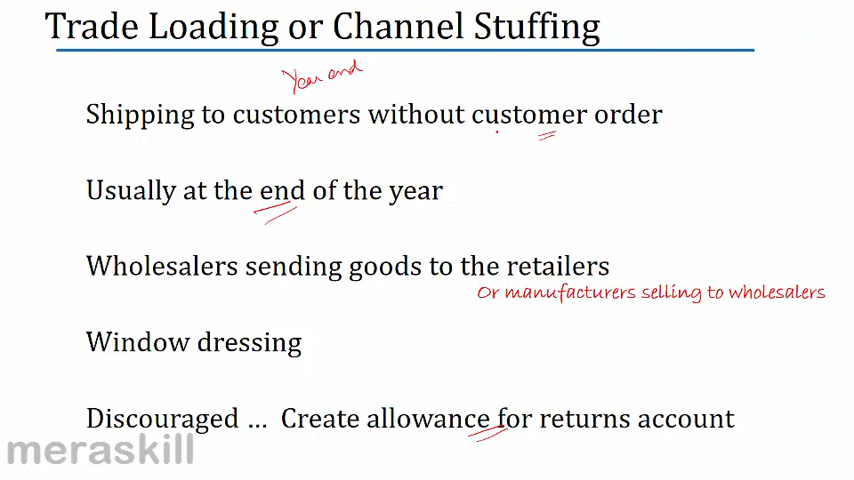 Trade Loading or Channel Stuffing
Year end
Shipping to customers without customer order
Usually at the end of the year
Wholesalers sending goods to the retailers
Or manufacturers selling to wholesalers
Window dressing
Discouraged ... Create allowance for returns account
meraskill